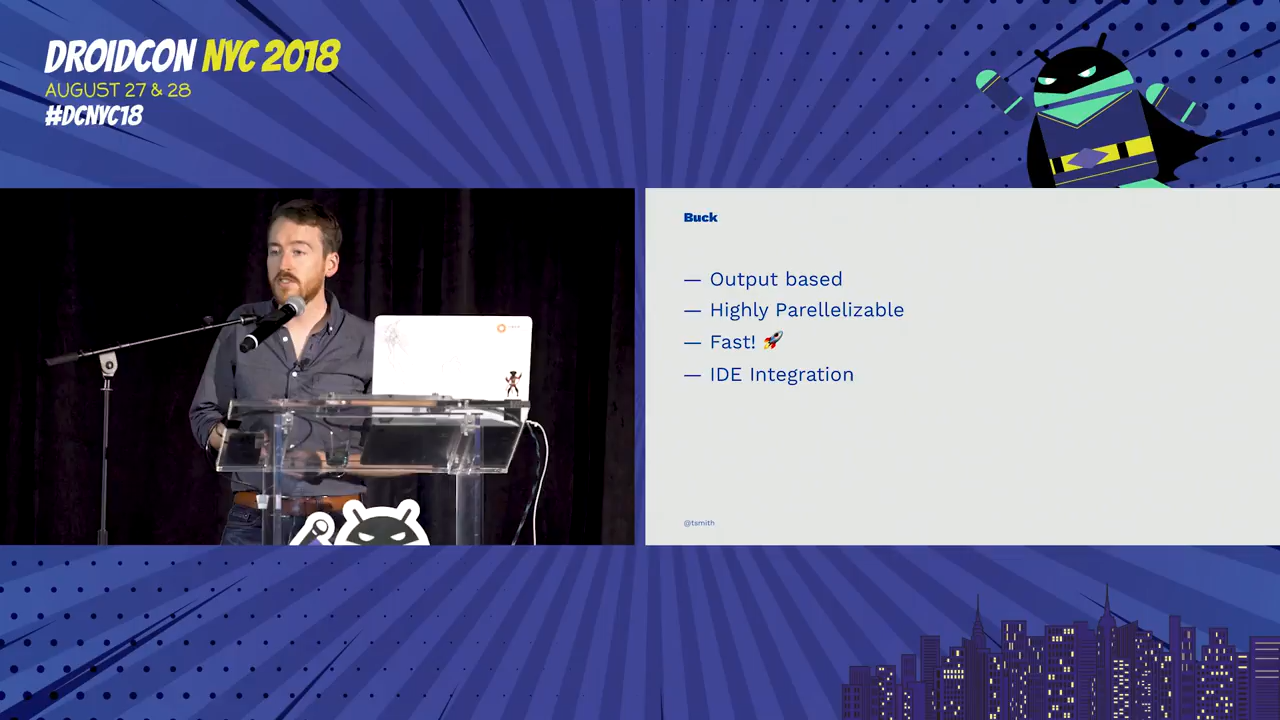 DROIDCON NYC 2018
AUGUST 27 & 28
#DCNYC18
Buck
— Output based
— Highly Parellelizable
— Fast! 🚀
— IDE Integration
@tsmith